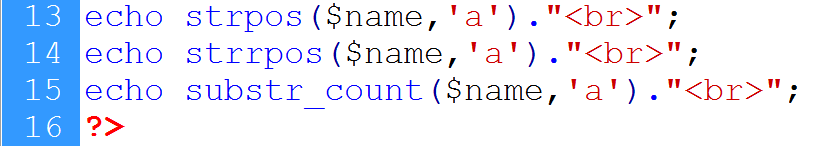 13 echo strpos($name,'a')."<br>";
14 echo strrpos($name,'a')."<br>";
15 echo substr_count($name,'a')."<br>";
16 ?>